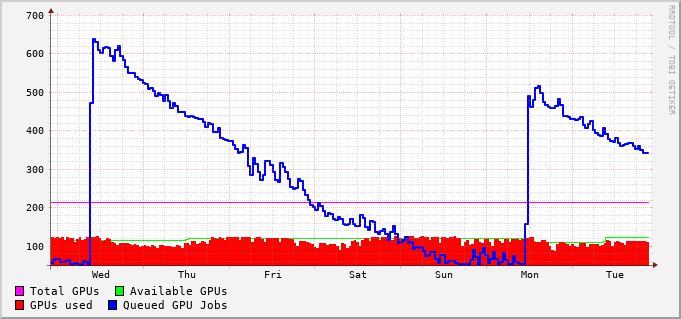 700
600
500
400
300
200
100
Wed Thu Fri Sat Sun Mon Tue
Total GPUs Available GPUs
GPUs used Queued GPU Jobs
RRDTOOL / TOBI OETIKER